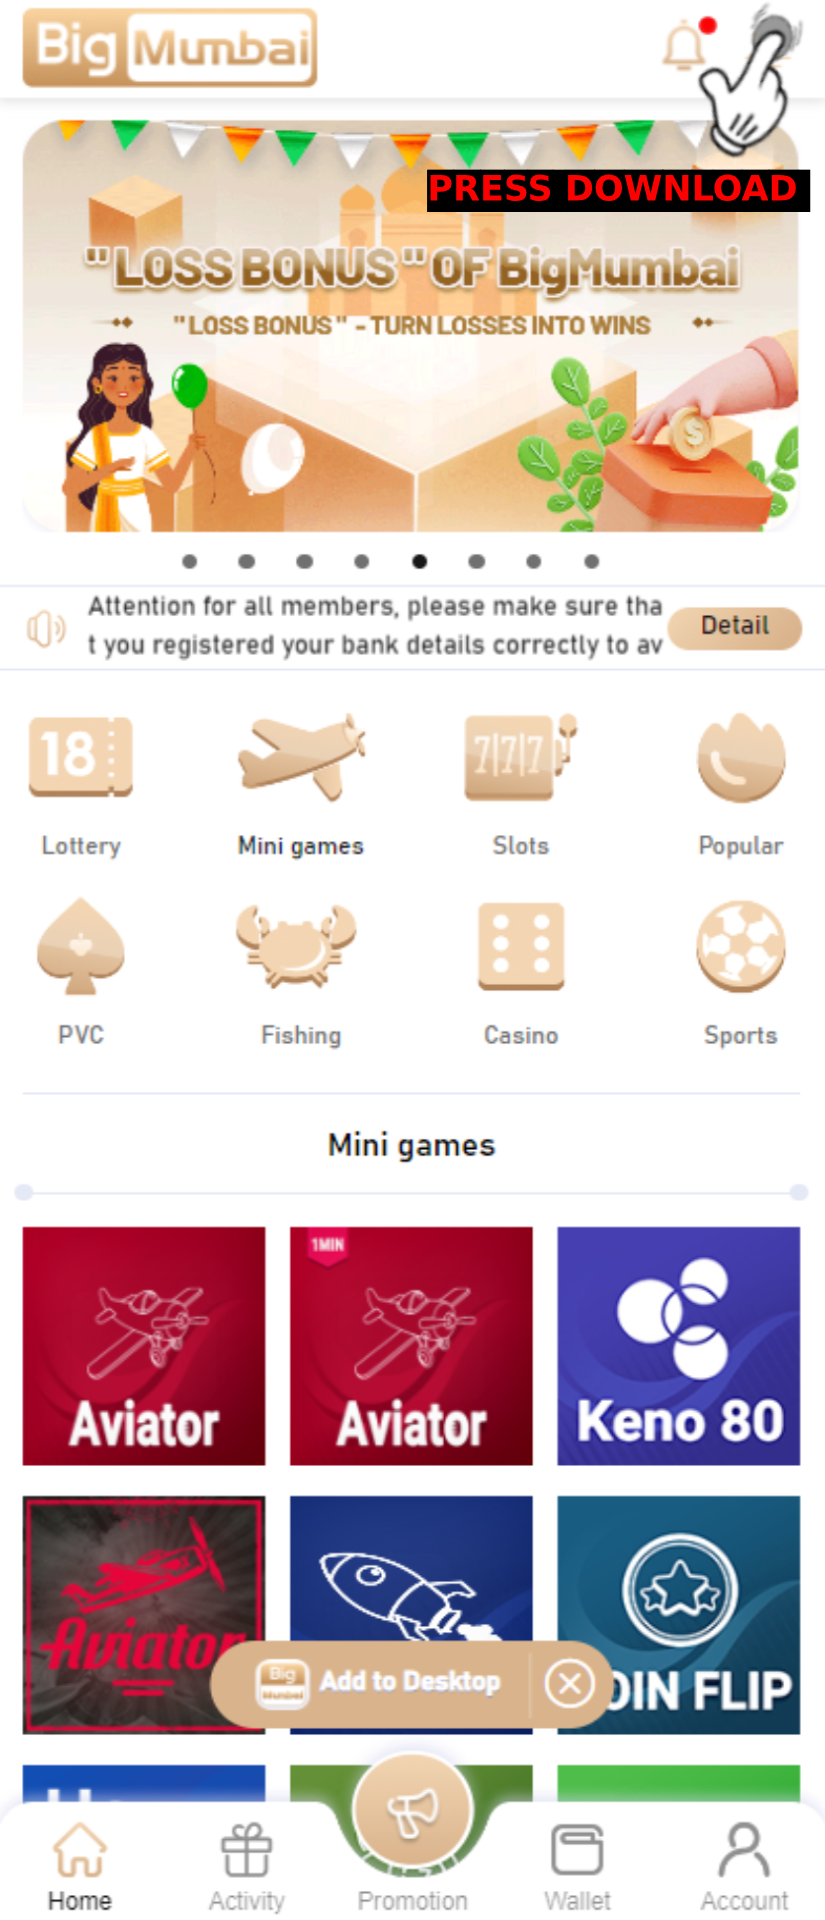 Big Mumbai
PRESS DOWNLOAD
"LOSS BONUS" OF BigMumbai
"LOSS BONUS" - TURN LOSSES INTO WINS
$
Attention for all members, please make sure tha
t you registered your bank details correctly to av
Detail
18
7|7|7
Lottery
Mini games
Slots
Popular
PVC
Fishing
Casino
Sports
Mini games
1MIN
Aviator
Aviator
Keno 80
Aviator
OIN FLIP
Big Mumbai
Add to Desktop
Home
Activity
Promotion
Wallet
Account